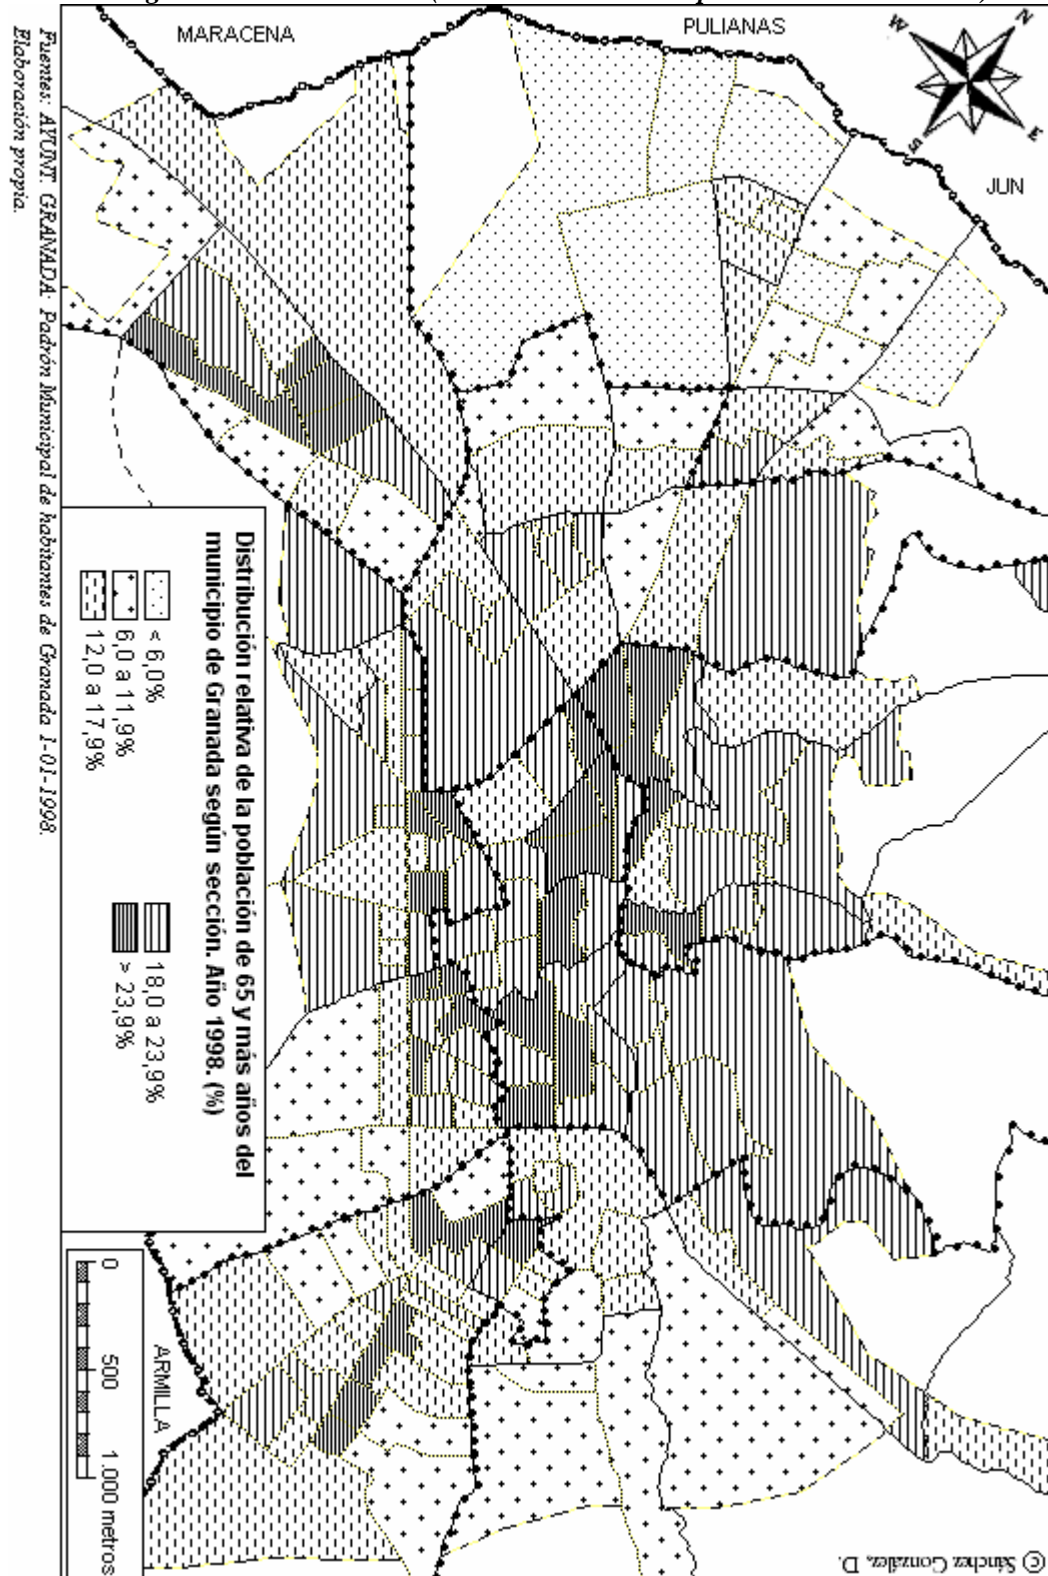 MARACENA
PULIANAS
JUN
N
W
E
S
Distribución relativa de la población de 65 y más años del
municipio de Granada según sección. Año 1998. (%)
< 6,0%
6,0 a 11,9%
12,0 a 17,9%
18,0 a 23,9%
> 23,9%
ARMILLA
0
500
1.000 metros
© Sánchez González, D.
Fuentes: AYUNT. GRANADA: Padrón Municipal de habitantes de Granada 1-01-1998.
Elaboración propia.